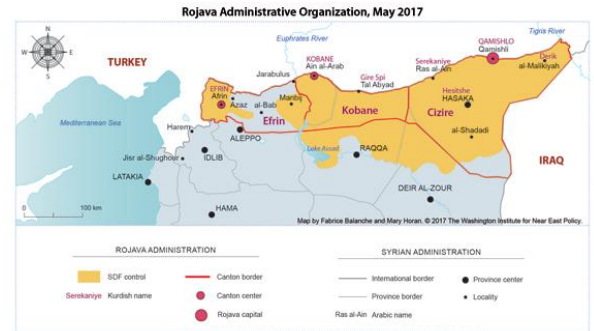 Rojava Administrative Organization, May 2017
Tigris River
Euphrates River
QAMISHLO
Qamishli
TURKEY
KOBANE
Ain al-Arab
Serekaniye
Ras al-Ain
Derik
al-Malikiyah
Gire Spi
Tal Abyad
Jarabulus
EFRIN
Afrin
Azaz
al-Bab
Manbij
Hesitshe
HASAKA
Kobane
Cizire
Efrin
Mediterranean Sea
Harem
ALEPPO
al-Shadadi
Jisr al-Shughour
IDLIB
Lake Assad
RAQQA
IRAQ
LATAKIA
DEIR AL-ZOUR
HAMA
N
W
E
S
0 100 km
Map by Fabrice Balanche and Mary Horan. © 2017 The Washington Institute for Near East Policy.
ROJAVA ADMINISTRATION
SDF control
Serekaniye Kurdish name
Canton border
Canton center
Rojava capital
SYRIAN ADMINISTRATION
International border
Province border
Ras al-Ain Arabic name
Province center
Locality